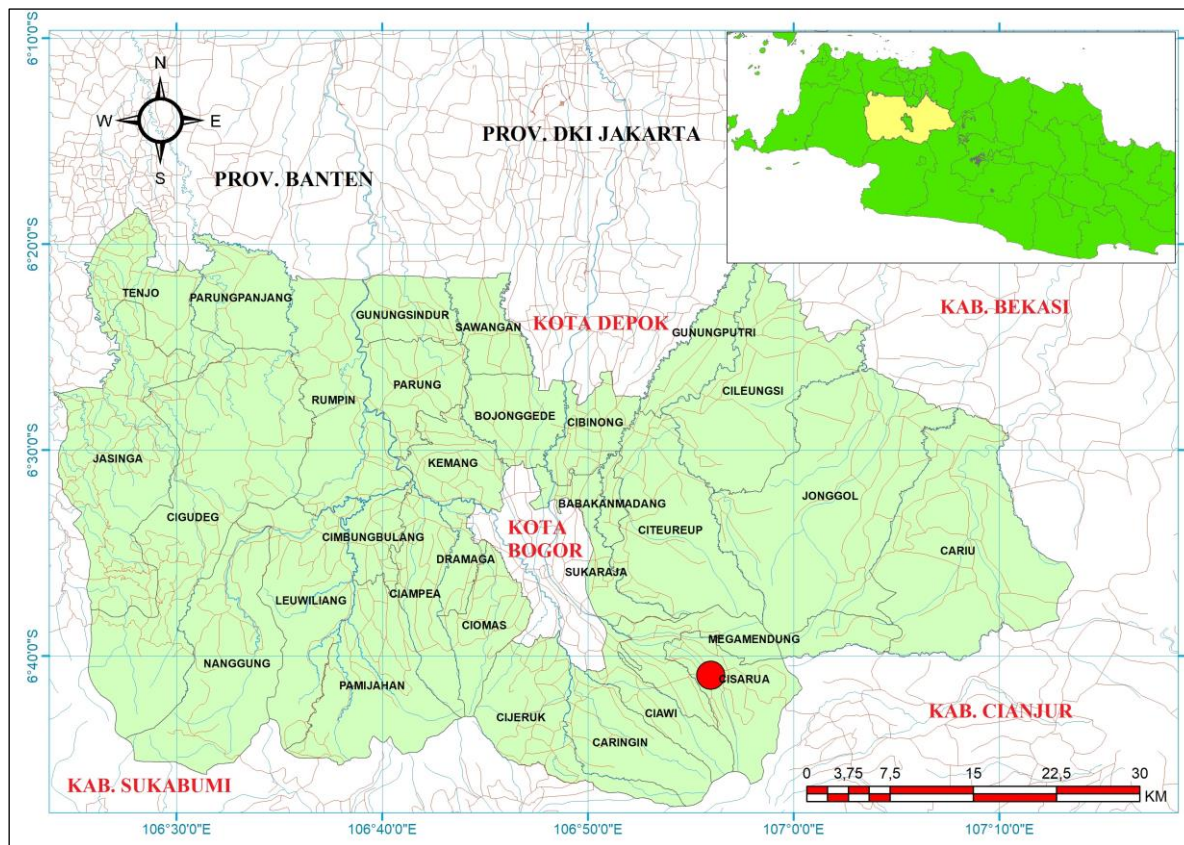 6°10'0"S
N
W
E
S
PROV. DKI JAKARTA
PROV. BANTEN
6°20'0"S
TENJO
PARUNGPANJANG
GUNUNGSINDUR
SAWANGAN
KOTA DEPOK
GUNUNGPUTRI
KAB. BEKASI
PARUNG
CILEUNGSI
RUMPIN
BOJONGGEDE
CIBINONG
6°30'0"S
JASINGA
KEMANG
JONGGOL
BABAKANMADANG
CIGUDEG
KOTA
BOGOR
CITEUREUP
CIMBUNGBULANG
CARIU
DRAMAGA
SUKARAJA
LEUWILIANG
CIAMPEA
CIOMAS
MEGAMENDUNG
6°40'0"S
NANGGUNG
CISARUA
PAMIJAHAN
CIJERUK
CIAWI
KAB. CIANJUR
CARINGIN
KAB. SUKABUMI
0 3,75 7,5 15 22,5 30
KM
106°30'0"E 106°40'0"E 106°50'0"E 107°0'0"E 107°10'0"E